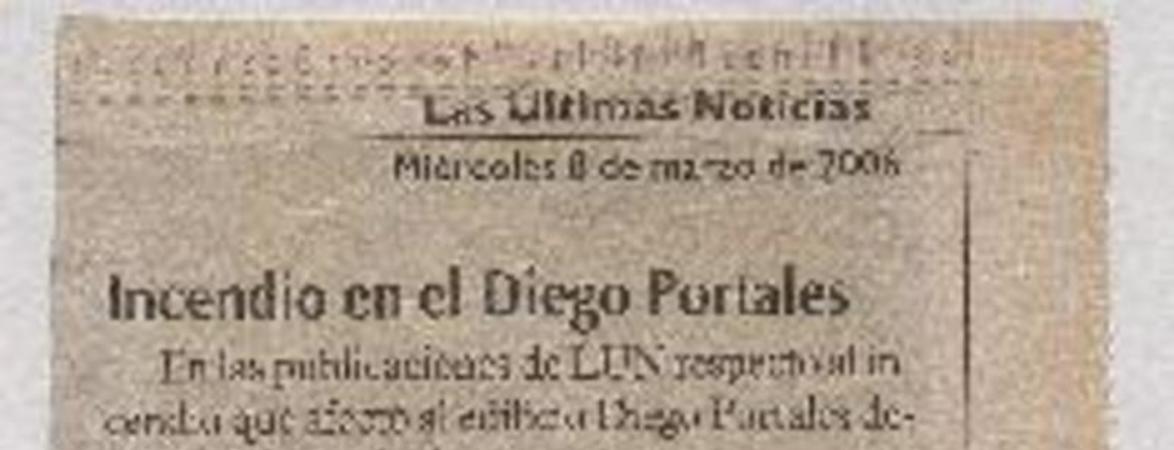 Las Ultimas Noticias
Miércoles 8 de marzo de 2006
Incendio en el Diego Portales
En las publicaciones de LUN respecto al in
cendio que afectó al edificio Diego Portales de-